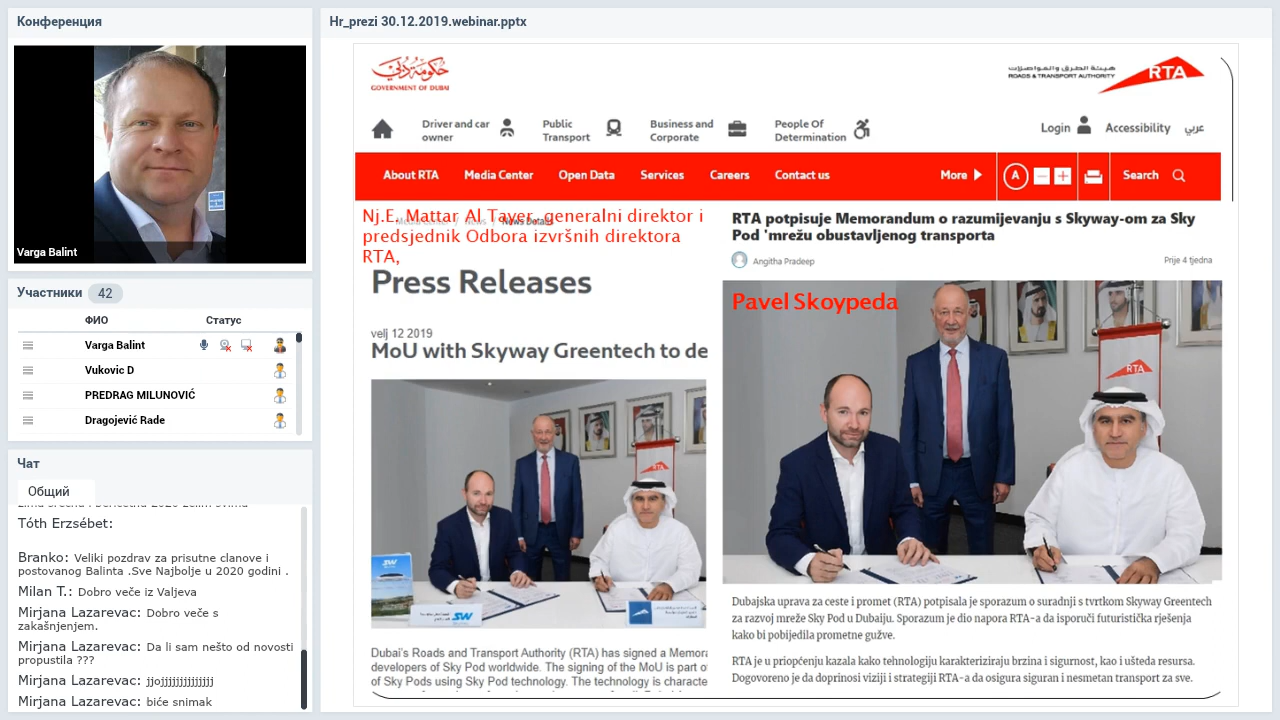 Конференция
Varga Balint
Участники 42
ФИО Статус
Varga Balint
Vukovic D
PREDRAG MILUNOVIĆ
Dragojević Rade
Чат
Общий
Tóth Erzsébet:
Branko: Veliki pozdrav za prisutne clanove i
postovanog Balinta .Sve Najbolje u 2020 godini .
Milan T.: Dobro veče iz Valjeva
Mirjana Lazarevac: Dobro veče s
zakašnjenjem.
Mirjana Lazarevac: Da li sam nešto od novosti
propustila ???
Mirjana Lazarevac: jjojjjjjjjjjjjjjj
Mirjana Lazarevac: biće snimak
Hr_prezi 30.12.2019.webinar.pptx
حكومة دبي
GOVERNMENT OF DUBAI
هيئة الطرق والمواصلات
ROADS & TRANSPORT AUTHORITY
RTA
Driver and car
owner
Public
Transport
Business and
Corporate
People Of
Determination
Login
Accessibility
عربي
About RTA
Media Center
Open Data
Services
Careers
Contact us
More
A
Search
Nj.E. Mattar Al Tayer, generalni direktor i
predsjednik Odbora izvršnih direktora
RTA,
News Details
Press Releases
velj 12 2019
MoU with Skyway Greentech to de
RTA
SW
SW
Dubai's Roads and Transport Authority (RTA) has signed a Memora
developers of Sky Pod worldwide. The signing of the MoU is part of
of Sky Pods using Sky Pod technology. The technology is characte
RTA potpisuje Memorandum o razumijevanju s Skyway-om za Sky
Pod 'mrežu obustavljenog transporta
Angitha Pradeep
Prije 4 tjedna
Pavel Skoypeda
RTA
Dubajska uprava za ceste i promet (RTA) potpisala je sporazum o suradnji s tvrtkom Skyway Greentech
za razvoj mreže Sky Pod u Dubaiju. Sporazum je dio napora RTA-a da isporuči futuristička rješenja
kako bi pobijedila prometne gužve.
RTA je u priopćenju kazala kako tehnologiju karakteriziraju brzina i sigurnost, kao i ušteda resursa.
Dogovoreno je da doprinosi viziji i strategiji RTA-a da osigura siguran i nesmetan transport za sve.